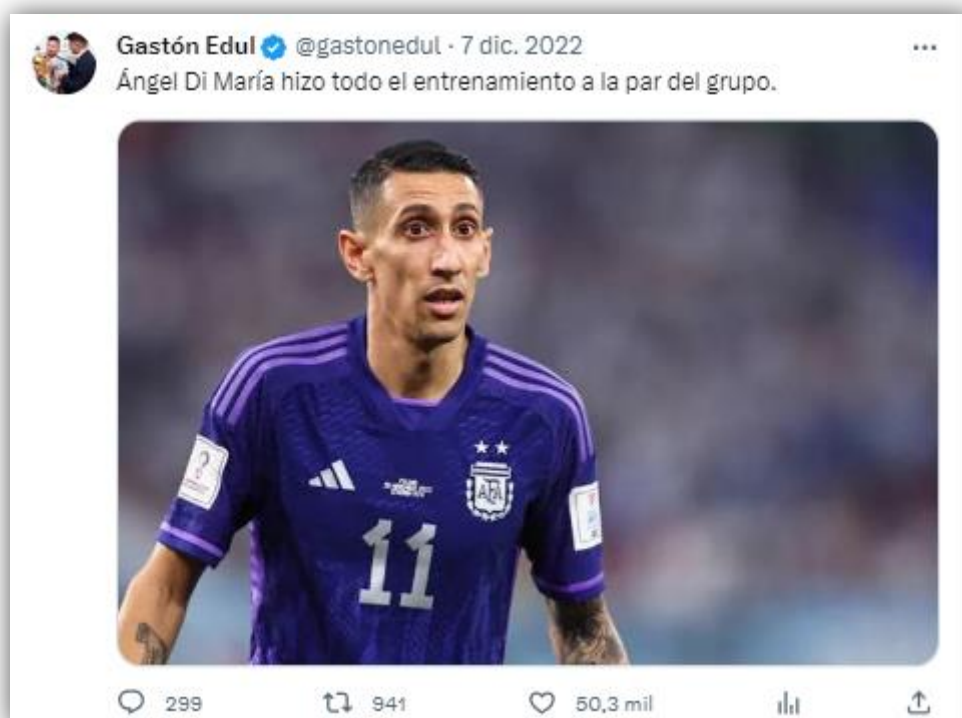 Gastón Edul @gastonedul · 7 dic. 2022
Ángel Di María hizo todo el entrenamiento a la par del grupo.
AFA
11
299 941 50,3 mil